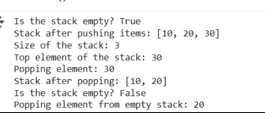 Is the stack empty? True
Stack after pushing items: [10, 20, 30]
Size of the stack: 3
Top element of the stack: 30
Popping element: 30
Stack after popping: [10, 20]
Is the stack empty? False
Popping element from empty stack: 20